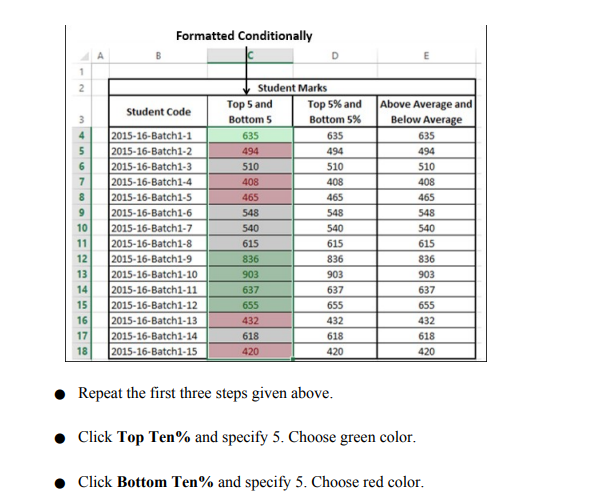 Formatted Conditionally
A B C D E
1
2 Student Marks
3 Student Code Top 5 and Bottom 5 Top 5% and Bottom 5% Above Average and Below Average
4 2015-16-Batch1-1 635 635 635
5 2015-16-Batch1-2 494 494 494
6 2015-16-Batch1-3 510 510 510
7 2015-16-Batch1-4 408 408 408
8 2015-16-Batch1-5 465 465 465
9 2015-16-Batch1-6 548 548 548
10 2015-16-Batch1-7 540 540 540
11 2015-16-Batch1-8 615 615 615
12 2015-16-Batch1-9 836 836 836
13 2015-16-Batch1-10 903 903 903
14 2015-16-Batch1-11 637 637 637
15 2015-16-Batch1-12 655 655 655
16 2015-16-Batch1-13 432 432 432
17 2015-16-Batch1-14 618 618 618
18 2015-16-Batch1-15 420 420 420
● Repeat the first three steps given above.
● Click Top Ten% and specify 5. Choose green color.
● Click Bottom Ten% and specify 5. Choose red color.